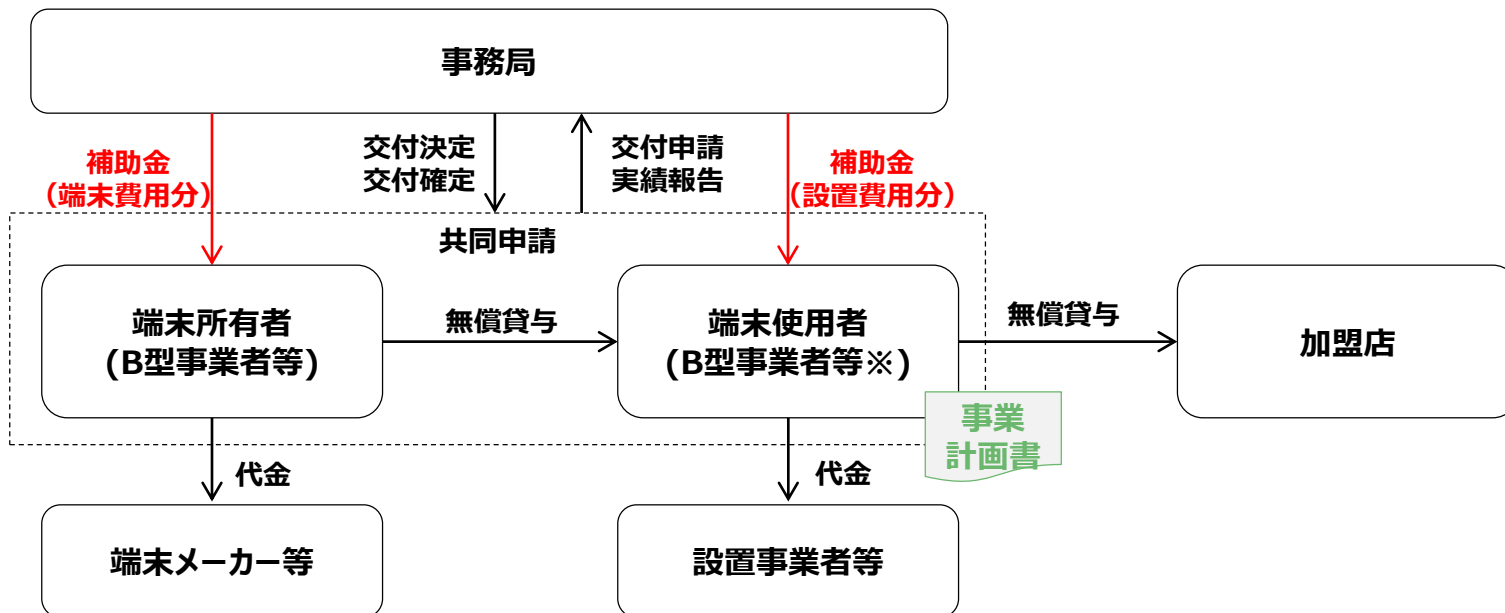 事務局
補助金
（端末費用分）
交付決定
交付確定
交付申請
実績報告
補助金
（設置費用分）
共同申請
端末所有者
(B型事業者等)
無償貸与
端末使用者
(B型事業者等※)
無償貸与
加盟店
事業
計画書
代金
代金
端末メーカー等
設置事業者等